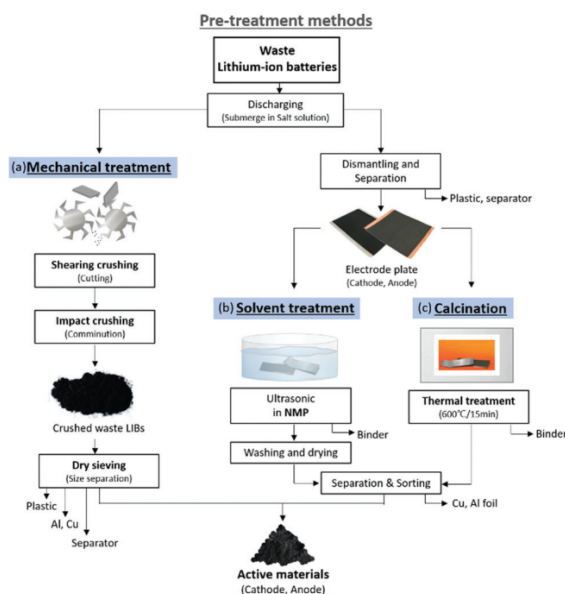 Pre-treatment methods
Waste
Lithium-ion batteries
Discharging
(Submerge in Salt solution)
(a) Mechanical treatment
Shearing crushing
(Cutting)
Impact crushing
(Comminution)
Crushed waste LIBs
Dry sieving
(Size separation)
Plastic
Al, Cu
Separator
Dismantling and
Separation
Plastic, separator
Electrode plate
(Cathode, Anode)
(b) Solvent treatment
Ultrasonic
in NMP
Binder
Washing and drying
(c) Calcination
Thermal treatment
(600℃/15min)
Binder
Separation & Sorting
Cu, Al foil
Active materials
(Cathode, Anode)